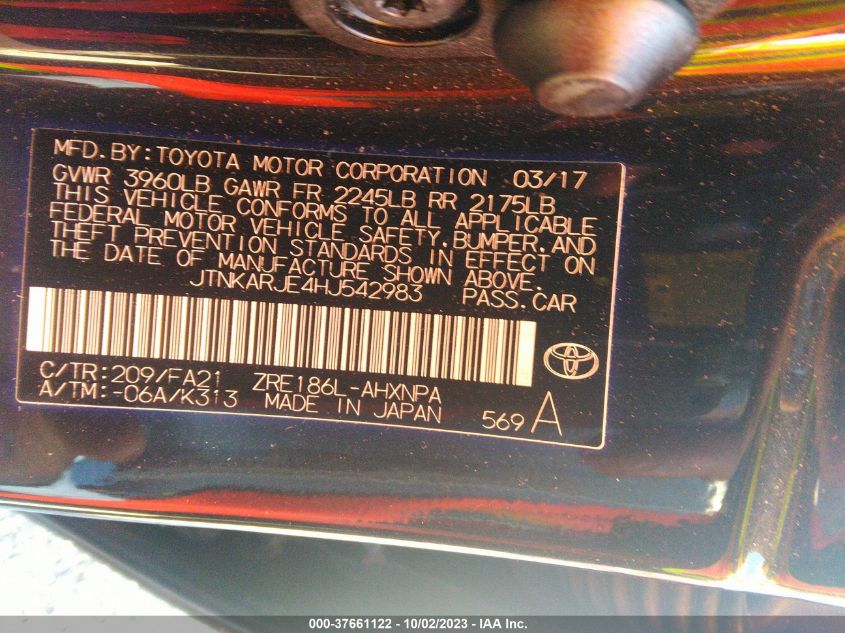 MFD.BY:TOYOTA MOTOR CORPORATION 03/17
GVWR 3960LB GAWR FR 2245LB RR 2175LB
THIS VEHICLE CONFORMS TO ALL APPLICABLE
FEDERAL MOTOR VEHICLE SAFETY,BUMPER,AND
THEFT PREVENTION STANDARDS IN EFFECT ON
THE DATE OF MANUFACTURE SHOWN ABOVE.
JTNKARJE4HJ542983 PASS.CAR
C/TR:209/FA21 ZRE186L-AHXNPA
A/TM:-06A/K313 MADE IN JAPAN 569 A
000-37661122 - 10/02/2023 - IAA Inc.